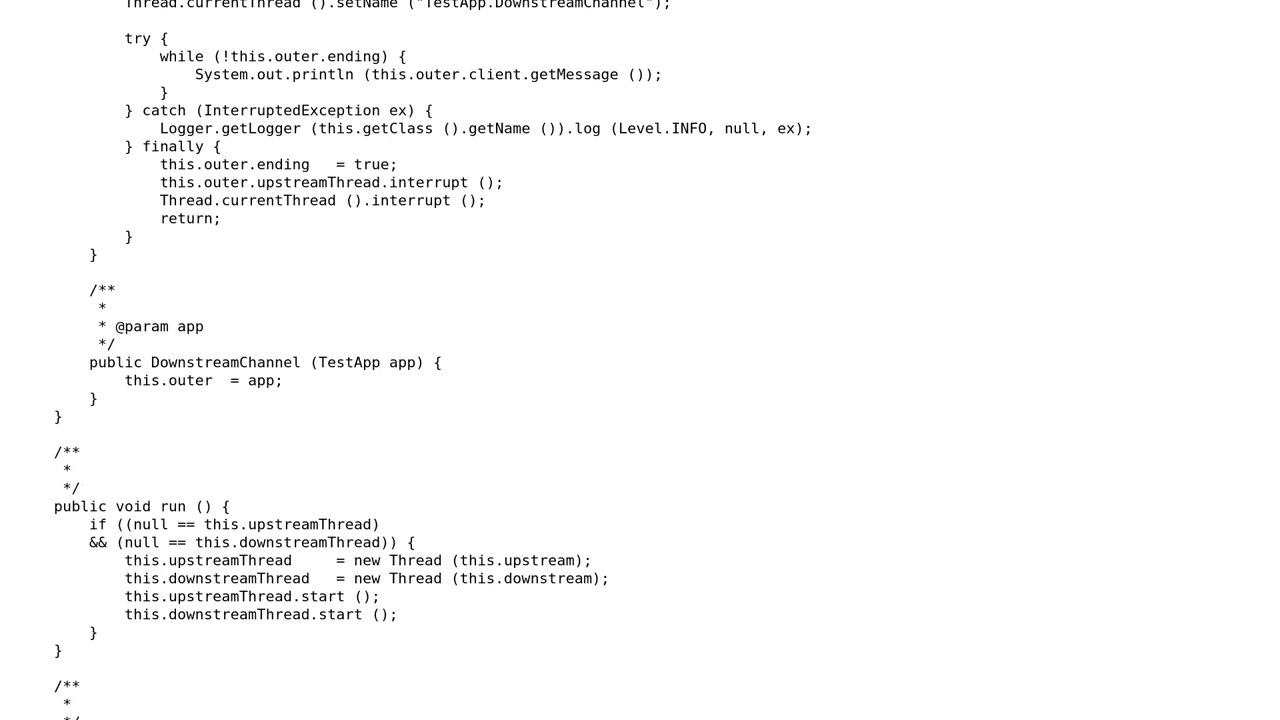 Thread.currentThread ().setName ("TestApp.DownstreamChannel");

            try {
                while (!this.outer.ending) {
                    System.out.println (this.outer.client.getMessage ());
                }
            } catch (InterruptedException ex) {
                Logger.getLogger (this.getClass ().getName ()).log (Level.INFO, null, ex);
            } finally {
                this.outer.ending   = true;
                this.outer.upstreamThread.interrupt ();
                Thread.currentThread ().interrupt ();
                return;
            }
        }

        /**
         *
         * @param app
         */
        public DownstreamChannel (TestApp app) {
            this.outer  = app;
        }
    }

    /**
     *
     */
    public void run () {
        if ((null == this.upstreamThread)
        && (null == this.downstreamThread)) {
            this.upstreamThread     = new Thread (this.upstream);
            this.downstreamThread   = new Thread (this.downstream);
            this.upstreamThread.start ();
            this.downstreamThread.start ();
        }
    }

    /**
     *
     */